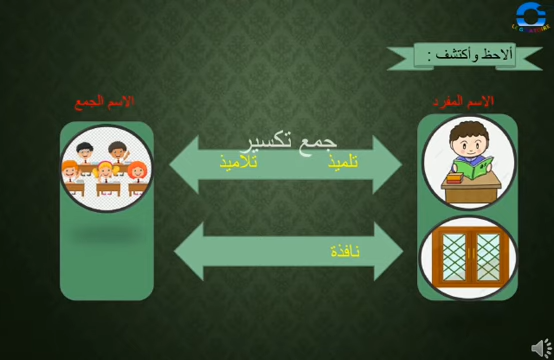 ألاحظ وأكتشف :
الاسم المفرد
الاسم الجمع
جمع تكسير
تلميذ
تلاميذ
نافذة